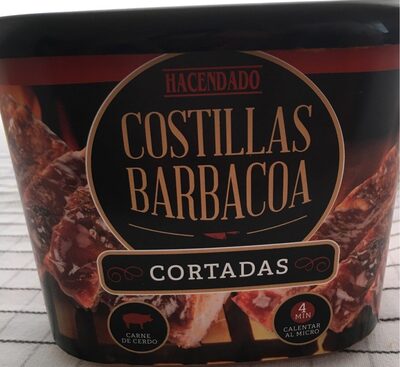 HACENDADO
COSTILLAS
BARBACOA
CORTADAS
CARNE
DE CERDO
4
MIN
CALENTAR
AL MICRO